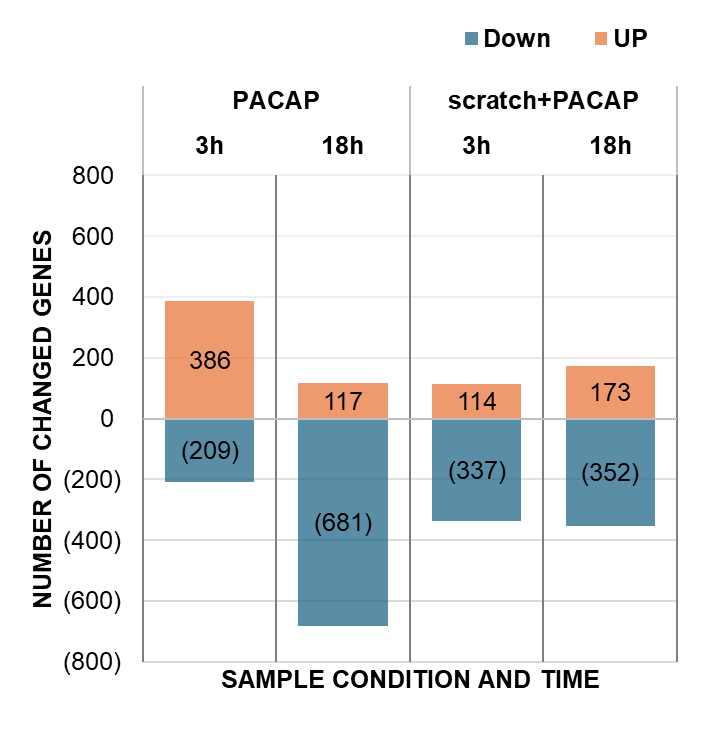 Down UP
PACAP scratch+PACAP
3h 18h 3h 18h
800
600
400
200
0
(200)
(400)
(600)
(800)
386 117 114 173
(209) (681) (337) (352)
NUMBER OF CHANGED GENES
SAMPLE CONDITION AND TIME